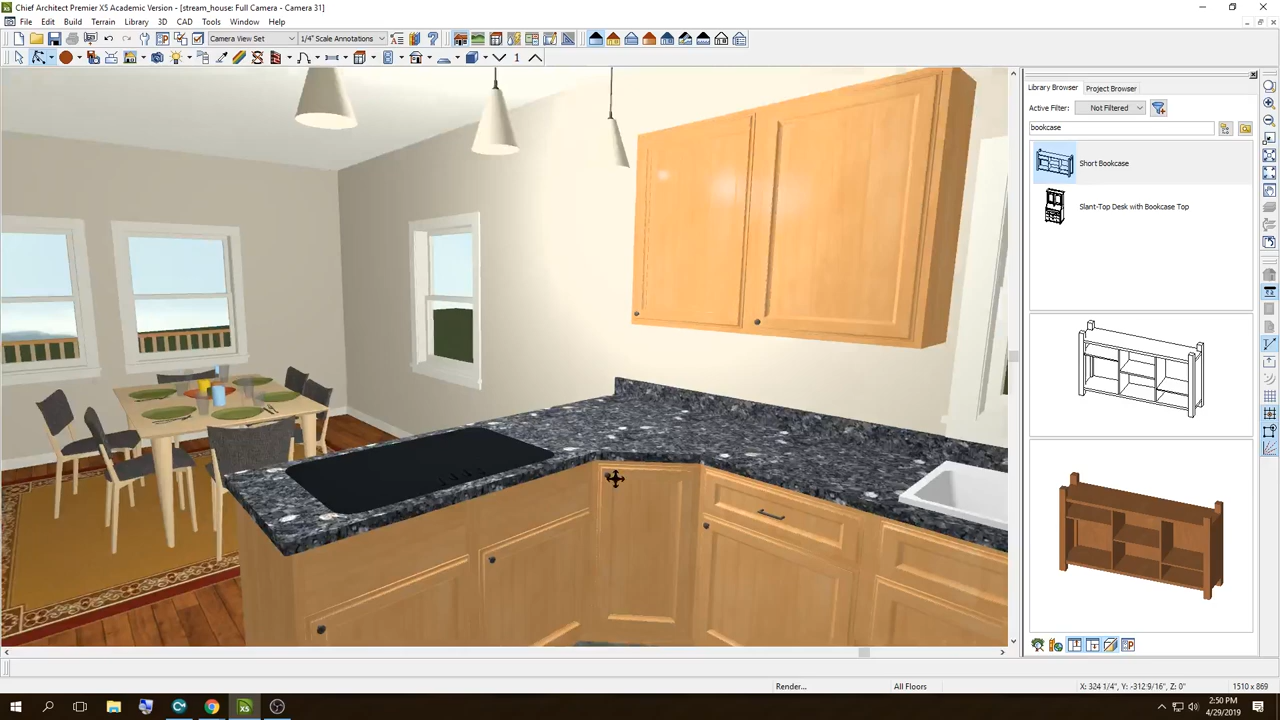 Chief Architect Premier X5 Academic Version - [stream_house: Full Camera - Camera 31]
File Edit Build Terrain Library 3D CAD Tools Window Help
Camera View Set 1/4" Scale Annotations
1
Library Browser Project Browser
Active Filter: Not Filtered
bookcase
Short Bookcase
Slant-Top Desk with Bookcase Top
Render... All Floors X: 324 1/4", Y: -312 9/16", Z: 0" 1510 x 869
2:50 PM
4/29/2019